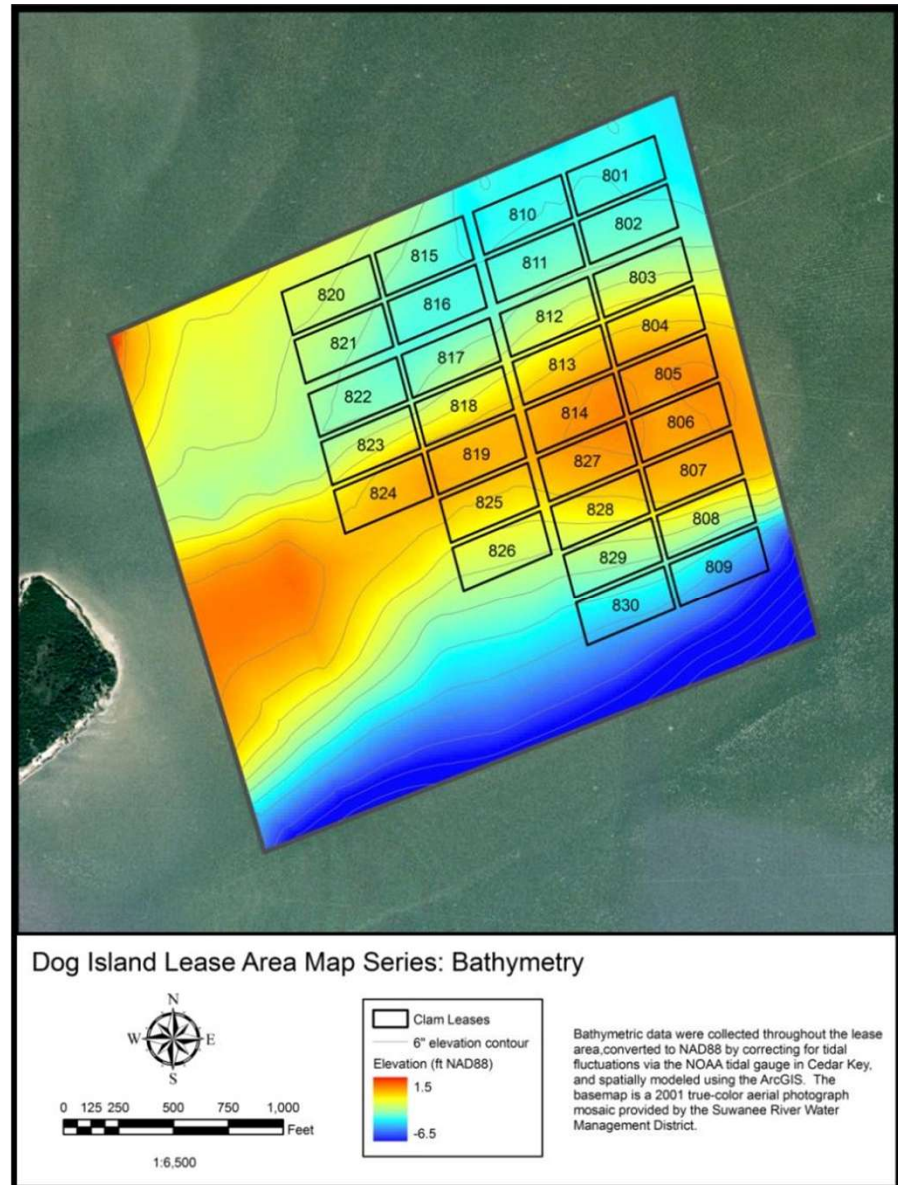 801
810
802
815
811
820
803
816
812
821
804
817
813
805
822
818
814
806
823
819
827
807
824
825
828
808
826
829
809
830
Dog Island Lease Area Map Series: Bathymetry
N
W E
S
0 125 250 500 750 1,000
Feet
1:6,500
Clam Leases
6" elevation contour
Elevation (ft NAD88)
1.5
-6.5
Bathymetric data were collected throughout the lease
area,converted to NAD88 by correcting for tidal
fluctuations via the NOAA tidal gauge in Cedar Key,
and spatially modeled using the ArcGIS. The
basemap is a 2001 true-color aerial photograph
mosaic provided by the Suwanee River Water
Management District.